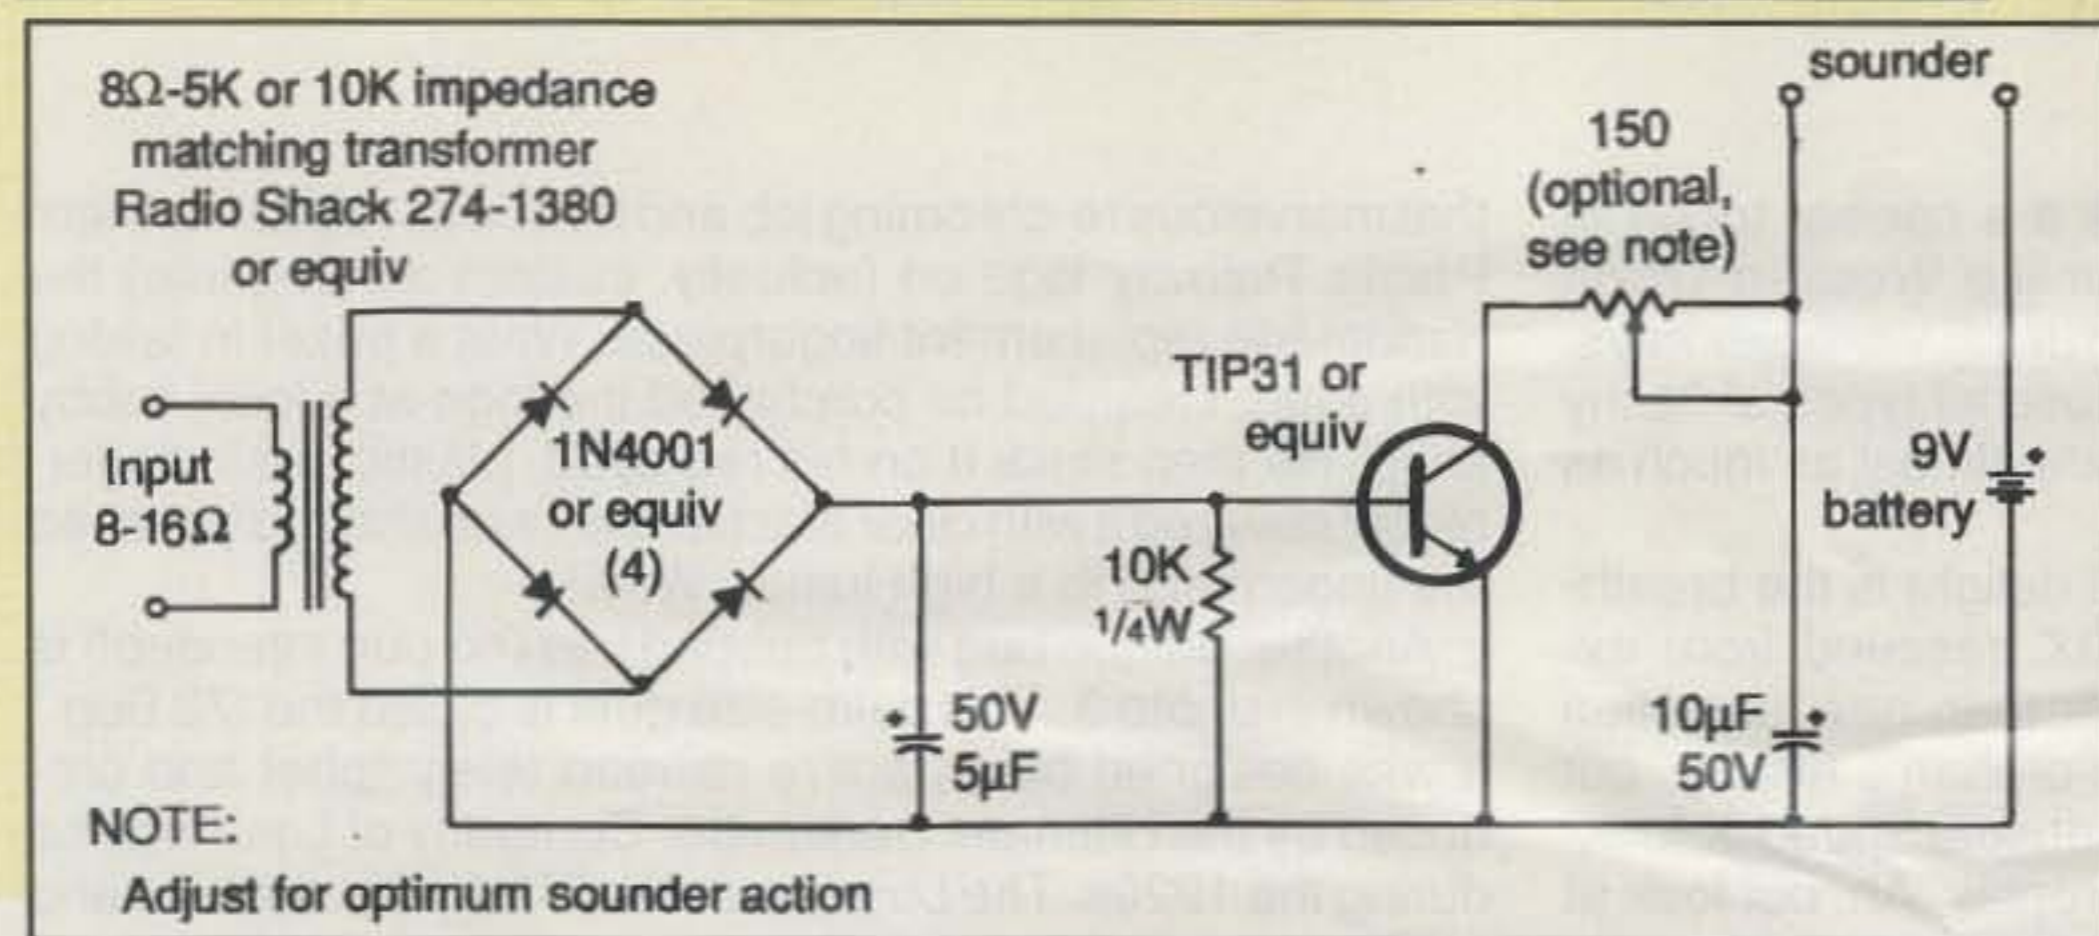 8Ω-5K or 10K impedance
matching transformer
Radio Shack 274-1380
or equiv
Input
8-16Ω
1N4001
or equiv
(4)
50V
5µF
10K
1/4W
TIP31 or
equiv
150
(optional,
see note)
sounder
9V
battery
10µF
50V
NOTE:
Adjust for optimum sounder action